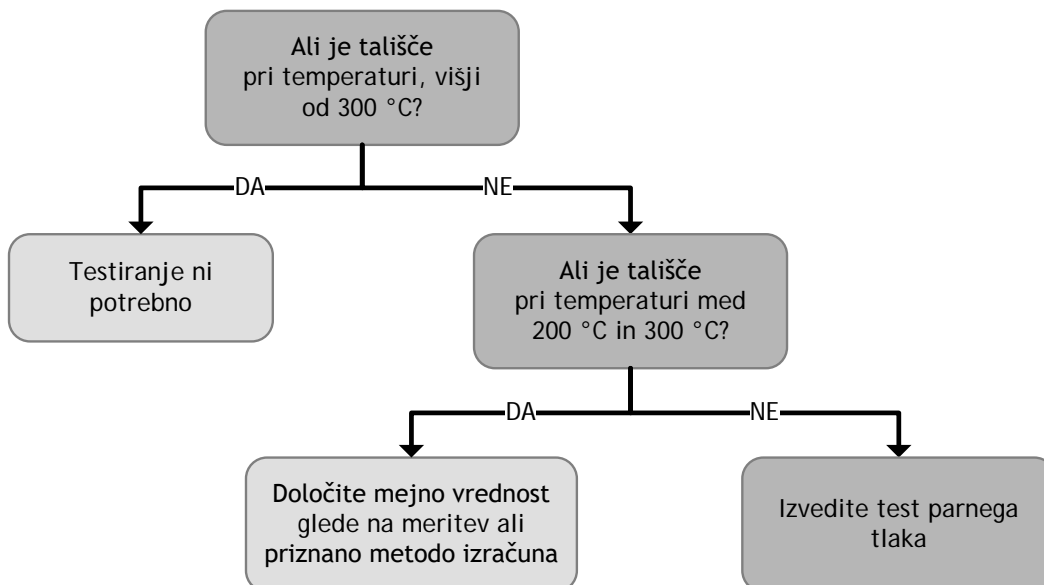 Ali je tališče
pri temperaturi, višji
od 300 °C?
DA
NE
Testiranje ni
potrebno
Ali je tališče
pri temperaturi med
200 °C in 300 °C?
DA
NE
Določite mejno vrednost
glede na meritev ali
priznano metodo izračuna
Izvedite test parnega
tlaka